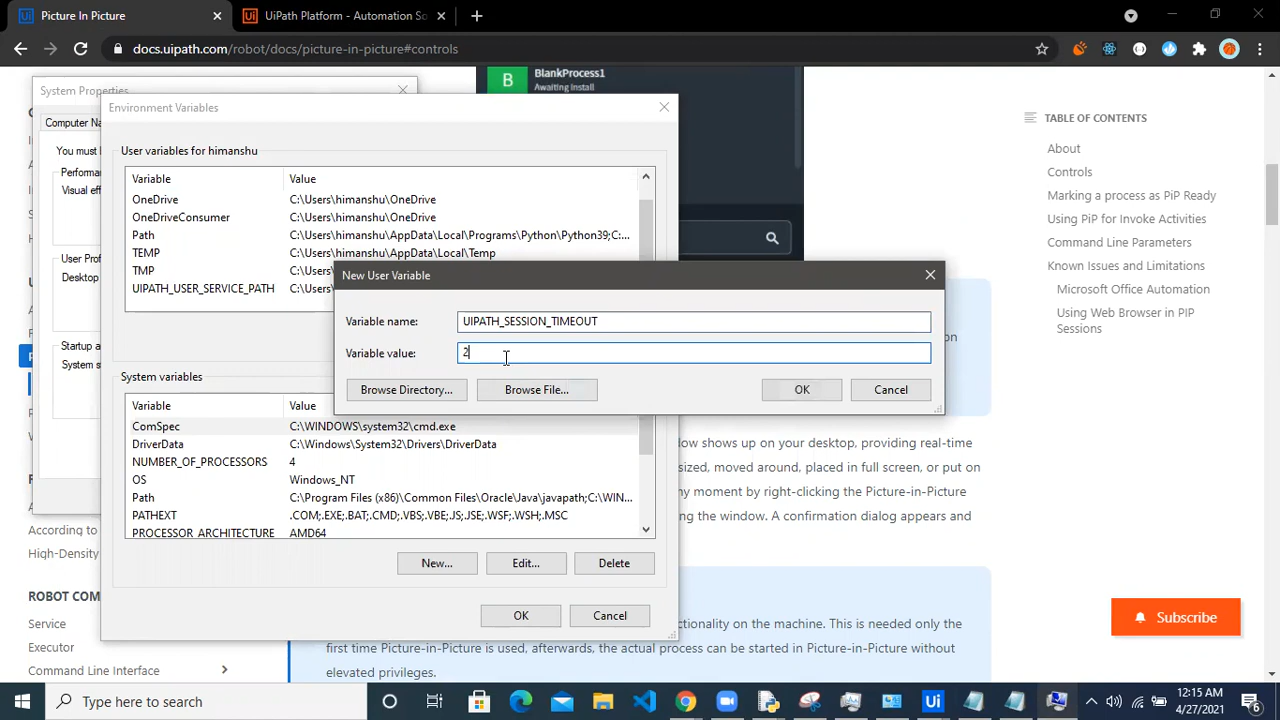 Picture In Picture
UiPath Platform - Automation So
docs.uipath.com/robot/docs/picture-in-picture#controls
B
BlankProcess1
Awaiting Install
System Properties
Computer Na
You must
Performa
Visual eff
User Prof
Desktop
Startup a
System s
Environment Variables
User variables for himanshu
Variable Value
OneDrive C:\Users\himanshu\OneDrive
OneDriveConsumer C:\Users\himanshu\OneDrive
Path C:\Users\himanshu\AppData\Local\Programs\Python\Python39;C:...
TEMP C:\Users\himanshu\AppData\Local\Temp
TMP C:\Users\h
UIPATH_USER_SERVICE_PATH C:\Users\h
New User Variable
Variable name: UIPATH_SESSION_TIMEOUT
Variable value: 2
Browse Directory... Browse File... OK Cancel
System variables
Variable Value
ComSpec C:\WINDOWS\system32\cmd.exe
DriverData C:\Windows\System32\Drivers\DriverData
NUMBER_OF_PROCESSORS 4
OS Windows_NT
Path C:\Program Files (x86)\Common Files\Oracle\Java\javapath;C:\WIN...
PATHEXT .COM;.EXE;.BAT;.CMD;.VBS;.VBE;.JS;.JSE;.WSF;.WSH;.MSC
PROCESSOR_ARCHITECTURE AMD64
New... Edit... Delete
OK Cancel
TABLE OF CONTENTS
About
Controls
Marking a process as PiP Ready
Using PiP for Invoke Activities
Command Line Parameters
Known Issues and Limitations
Microsoft Office Automation
Using Web Browser in PiP
Sessions
on
dow shows up on your desktop, providing real-time
sized, moved around, placed in full screen, or put on
ny moment by right-clicking the Picture-in-Picture
ng the window. A confirmation dialog appears and
According to
High-Density
ROBOT COM
Service
Executor
Command Line Interface
ctionality on the machine. This is needed only the
first time Picture-in-Picture is used, afterwards, the actual process can be started in Picture-in-Picture without
elevated privileges.
Subscribe
Type here to search
Ui
12:15 AM
4/27/2021
6